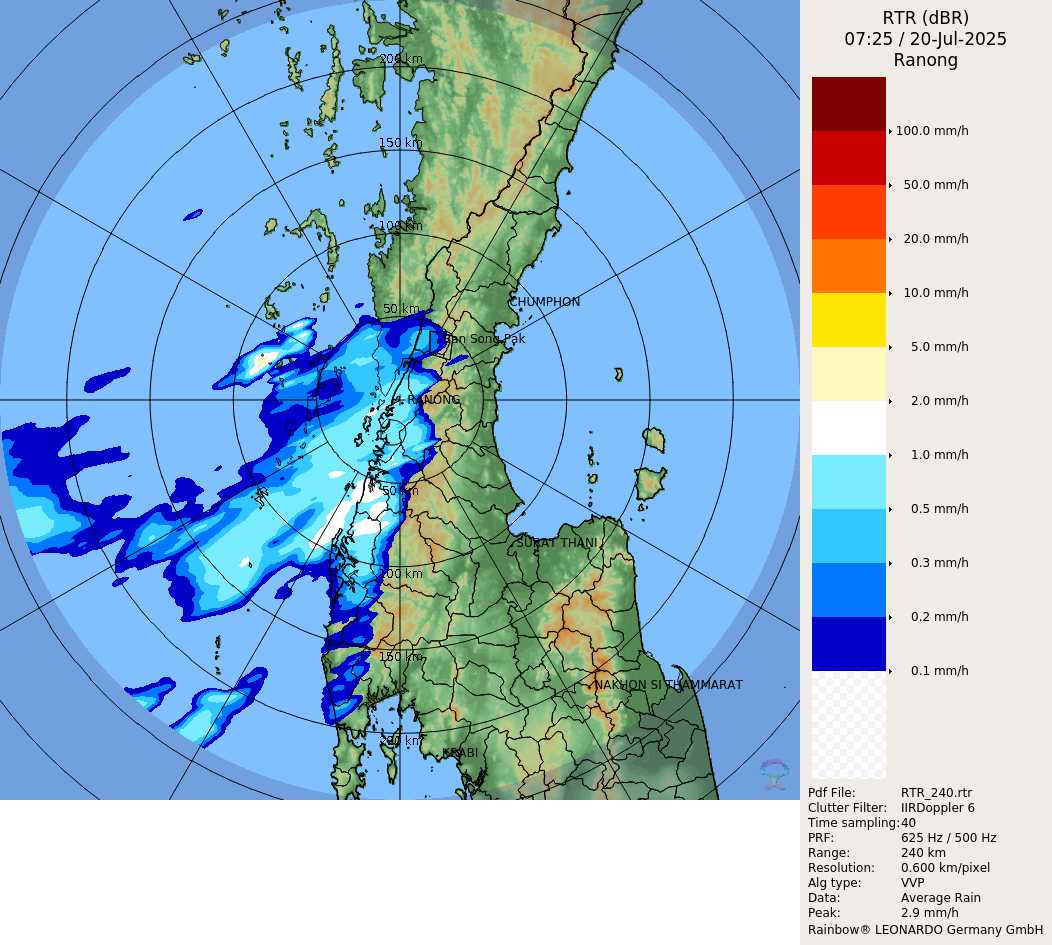 200 km
150 km
100 km
50 km
CHUMPHON
Ban Song Pak
RANONG
50 km
SURAT THANI
100 km
150 km
NAKHON SI THAMMARAT
200 km
KRABI
RTR (dBR)
07:25 / 20-Jul-2025
Ranong
100.0 mm/h
50.0 mm/h
20.0 mm/h
10.0 mm/h
5.0 mm/h
2.0 mm/h
1.0 mm/h
0.5 mm/h
0.3 mm/h
0.2 mm/h
0.1 mm/h
Pdf File: RTR_240.rtr
Clutter Filter: IIRDoppler 6
Time sampling:40
PRF: 625 Hz / 500 Hz
Range: 240 km
Resolution: 0.600 km/pixel
Alg type: VVP
Data: Average Rain
Peak: 2.9 mm/h
Rainbow® LEONARDO Germany GmbH